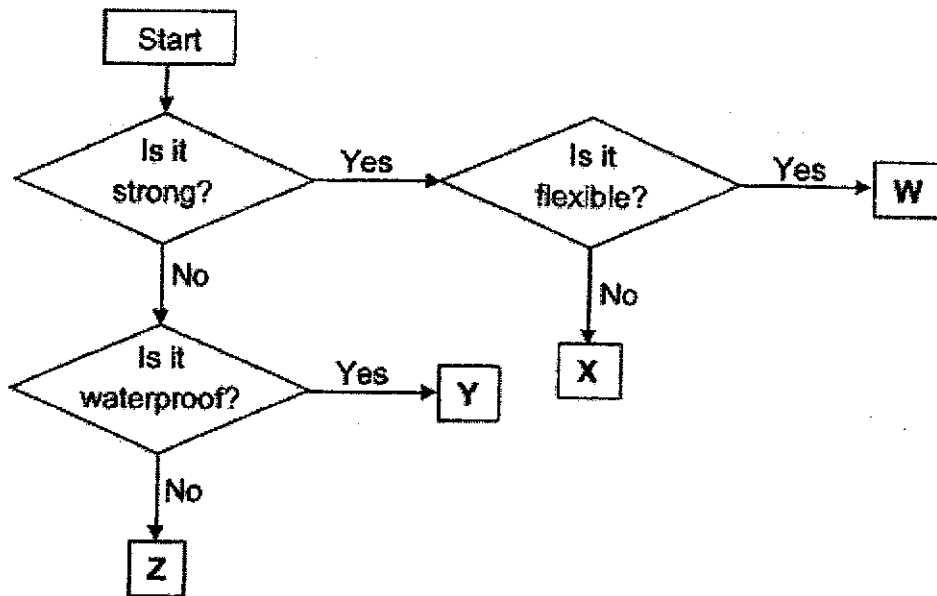 Start
Is it
strong?
Yes
Is it
flexible?
Yes
W
No
No
X
Is it
waterproof?
Yes
Y
No
Z